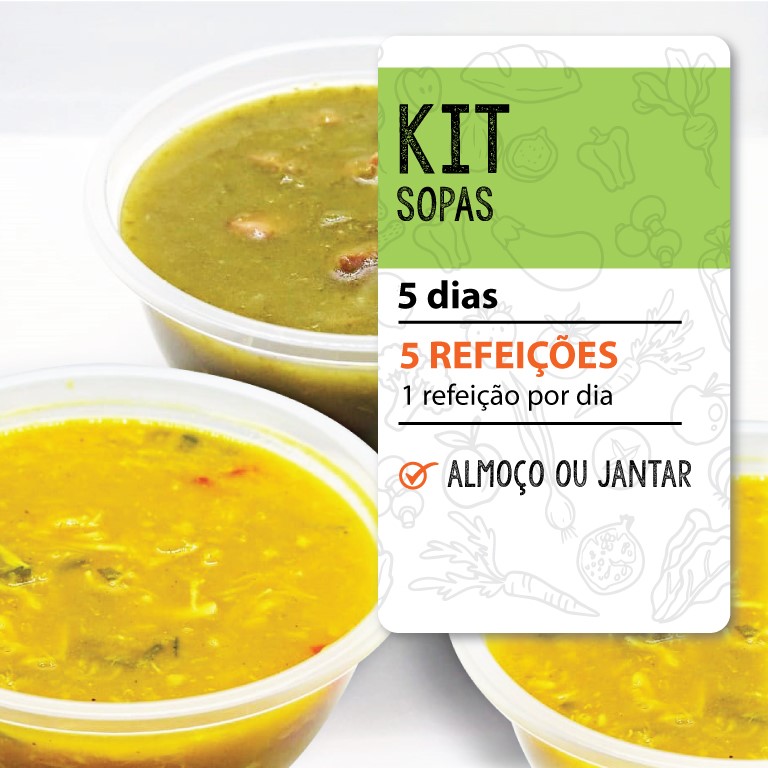 KIT
SOPAS
5 dias
5 REFEIÇÕES
1 refeição por dia
ALMOÇO OU JANTAR